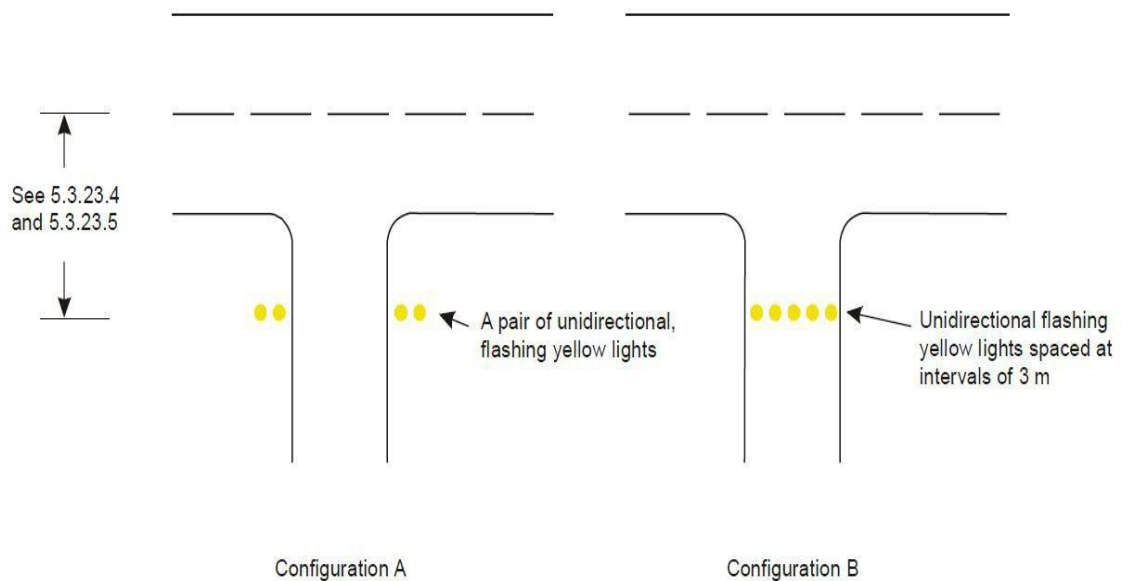 See 5.3.23.4
and 5.3.23.5
A pair of unidirectional,
flashing yellow lights
Unidirectional flashing
yellow lights spaced at
intervals of 3 m
Configuration A
Configuration B